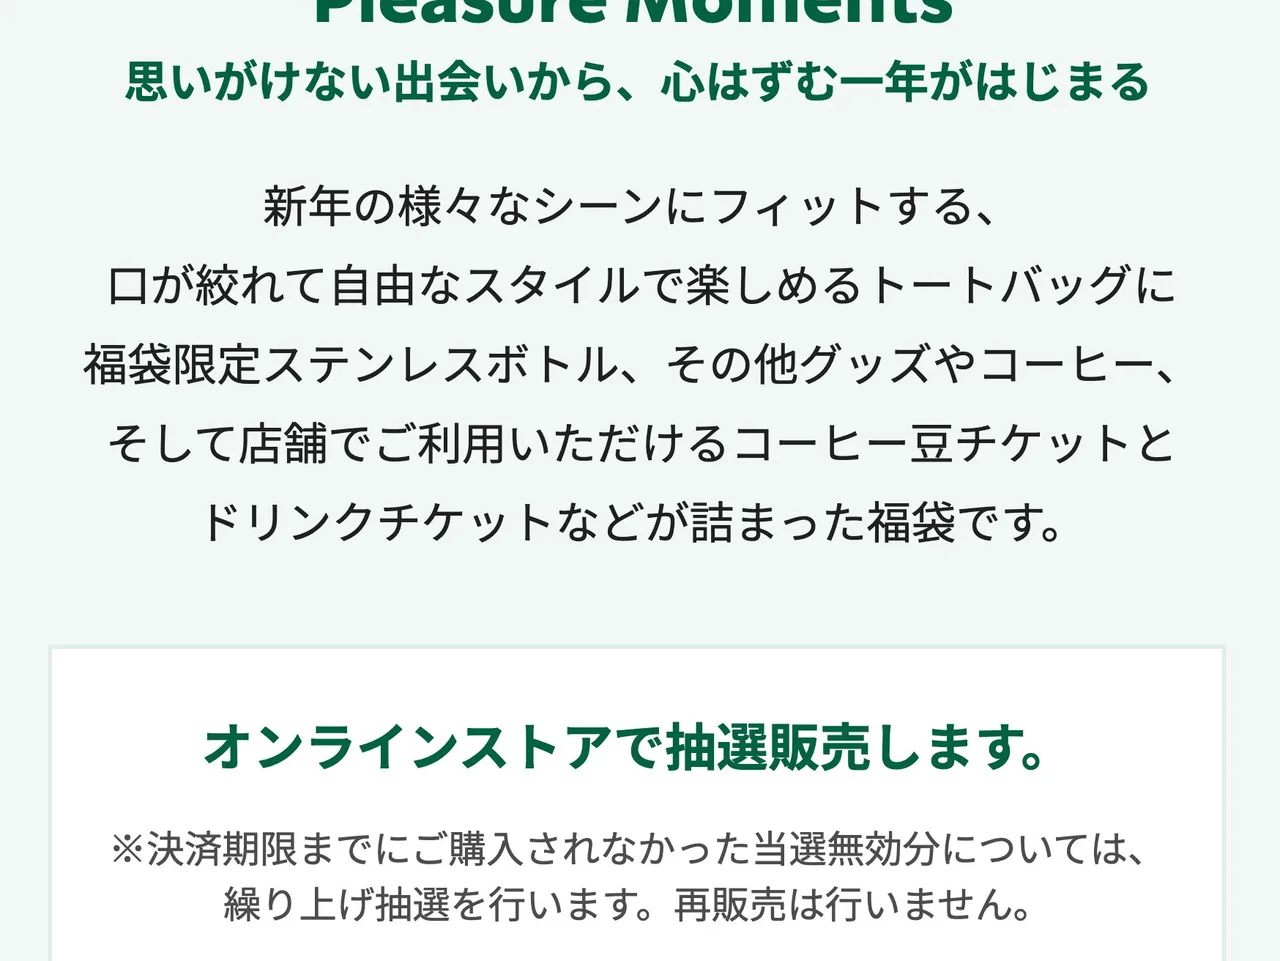 Pleasure Moments
思いがけない出会いから、心はずむ一年がはじまる
新年の様々なシーンにフィットする、
口が絞れて自由なスタイルで楽しめるトートバッグに
福袋限定ステンレスボトル、その他グッズやコーヒー、
そして店舗でご利用いただけるコーヒー豆チケットと
ドリンクチケットなどが詰まった福袋です。
オンラインストアで抽選販売します。
※決済期限までにご購入されなかった当選無効分については、
繰り上げ抽選を行います。再販売は行いません。